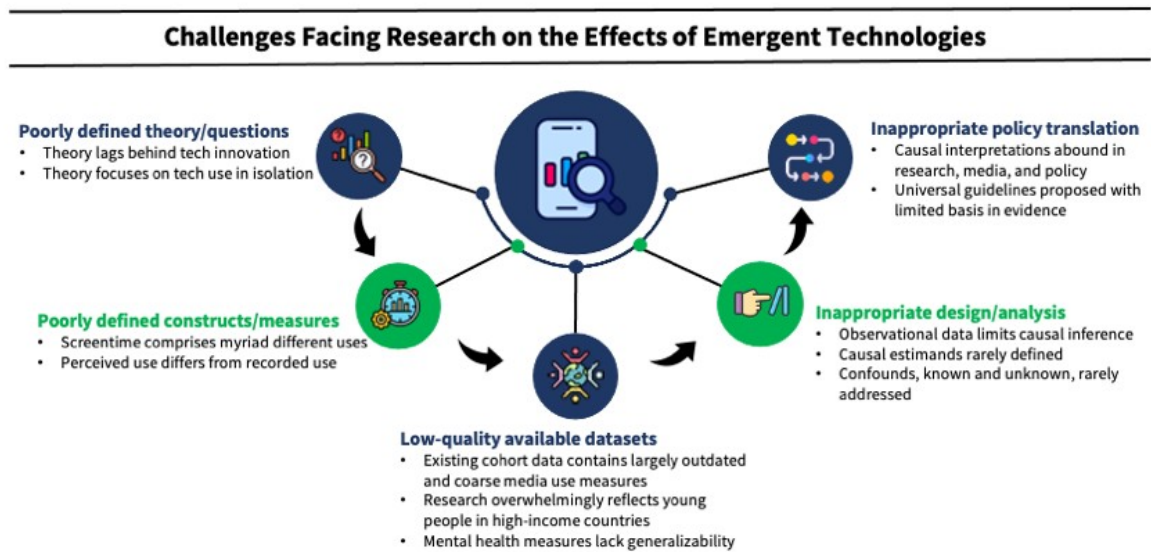 Challenges Facing Research on the Effects of Emergent Technologies
Poorly defined theory/questions
• Theory lags behind tech innovation
• Theory focuses on tech use in isolation
Poorly defined constructs/measures
• Screentime comprises myriad different uses
• Perceived use differs from recorded use
Low-quality available datasets
• Existing cohort data contains largely outdated
and coarse media use measures
• Research overwhelmingly reflects young
people in high-income countries
• Mental health measures lack generalizability
Inappropriate design/analysis
• Observational data limits causal inference
• Causal estimands rarely defined
• Confounds, known and unknown, rarely
addressed
Inappropriate policy translation
• Causal interpretations abound in
research, media, and policy
• Universal guidelines proposed with
limited basis in evidence